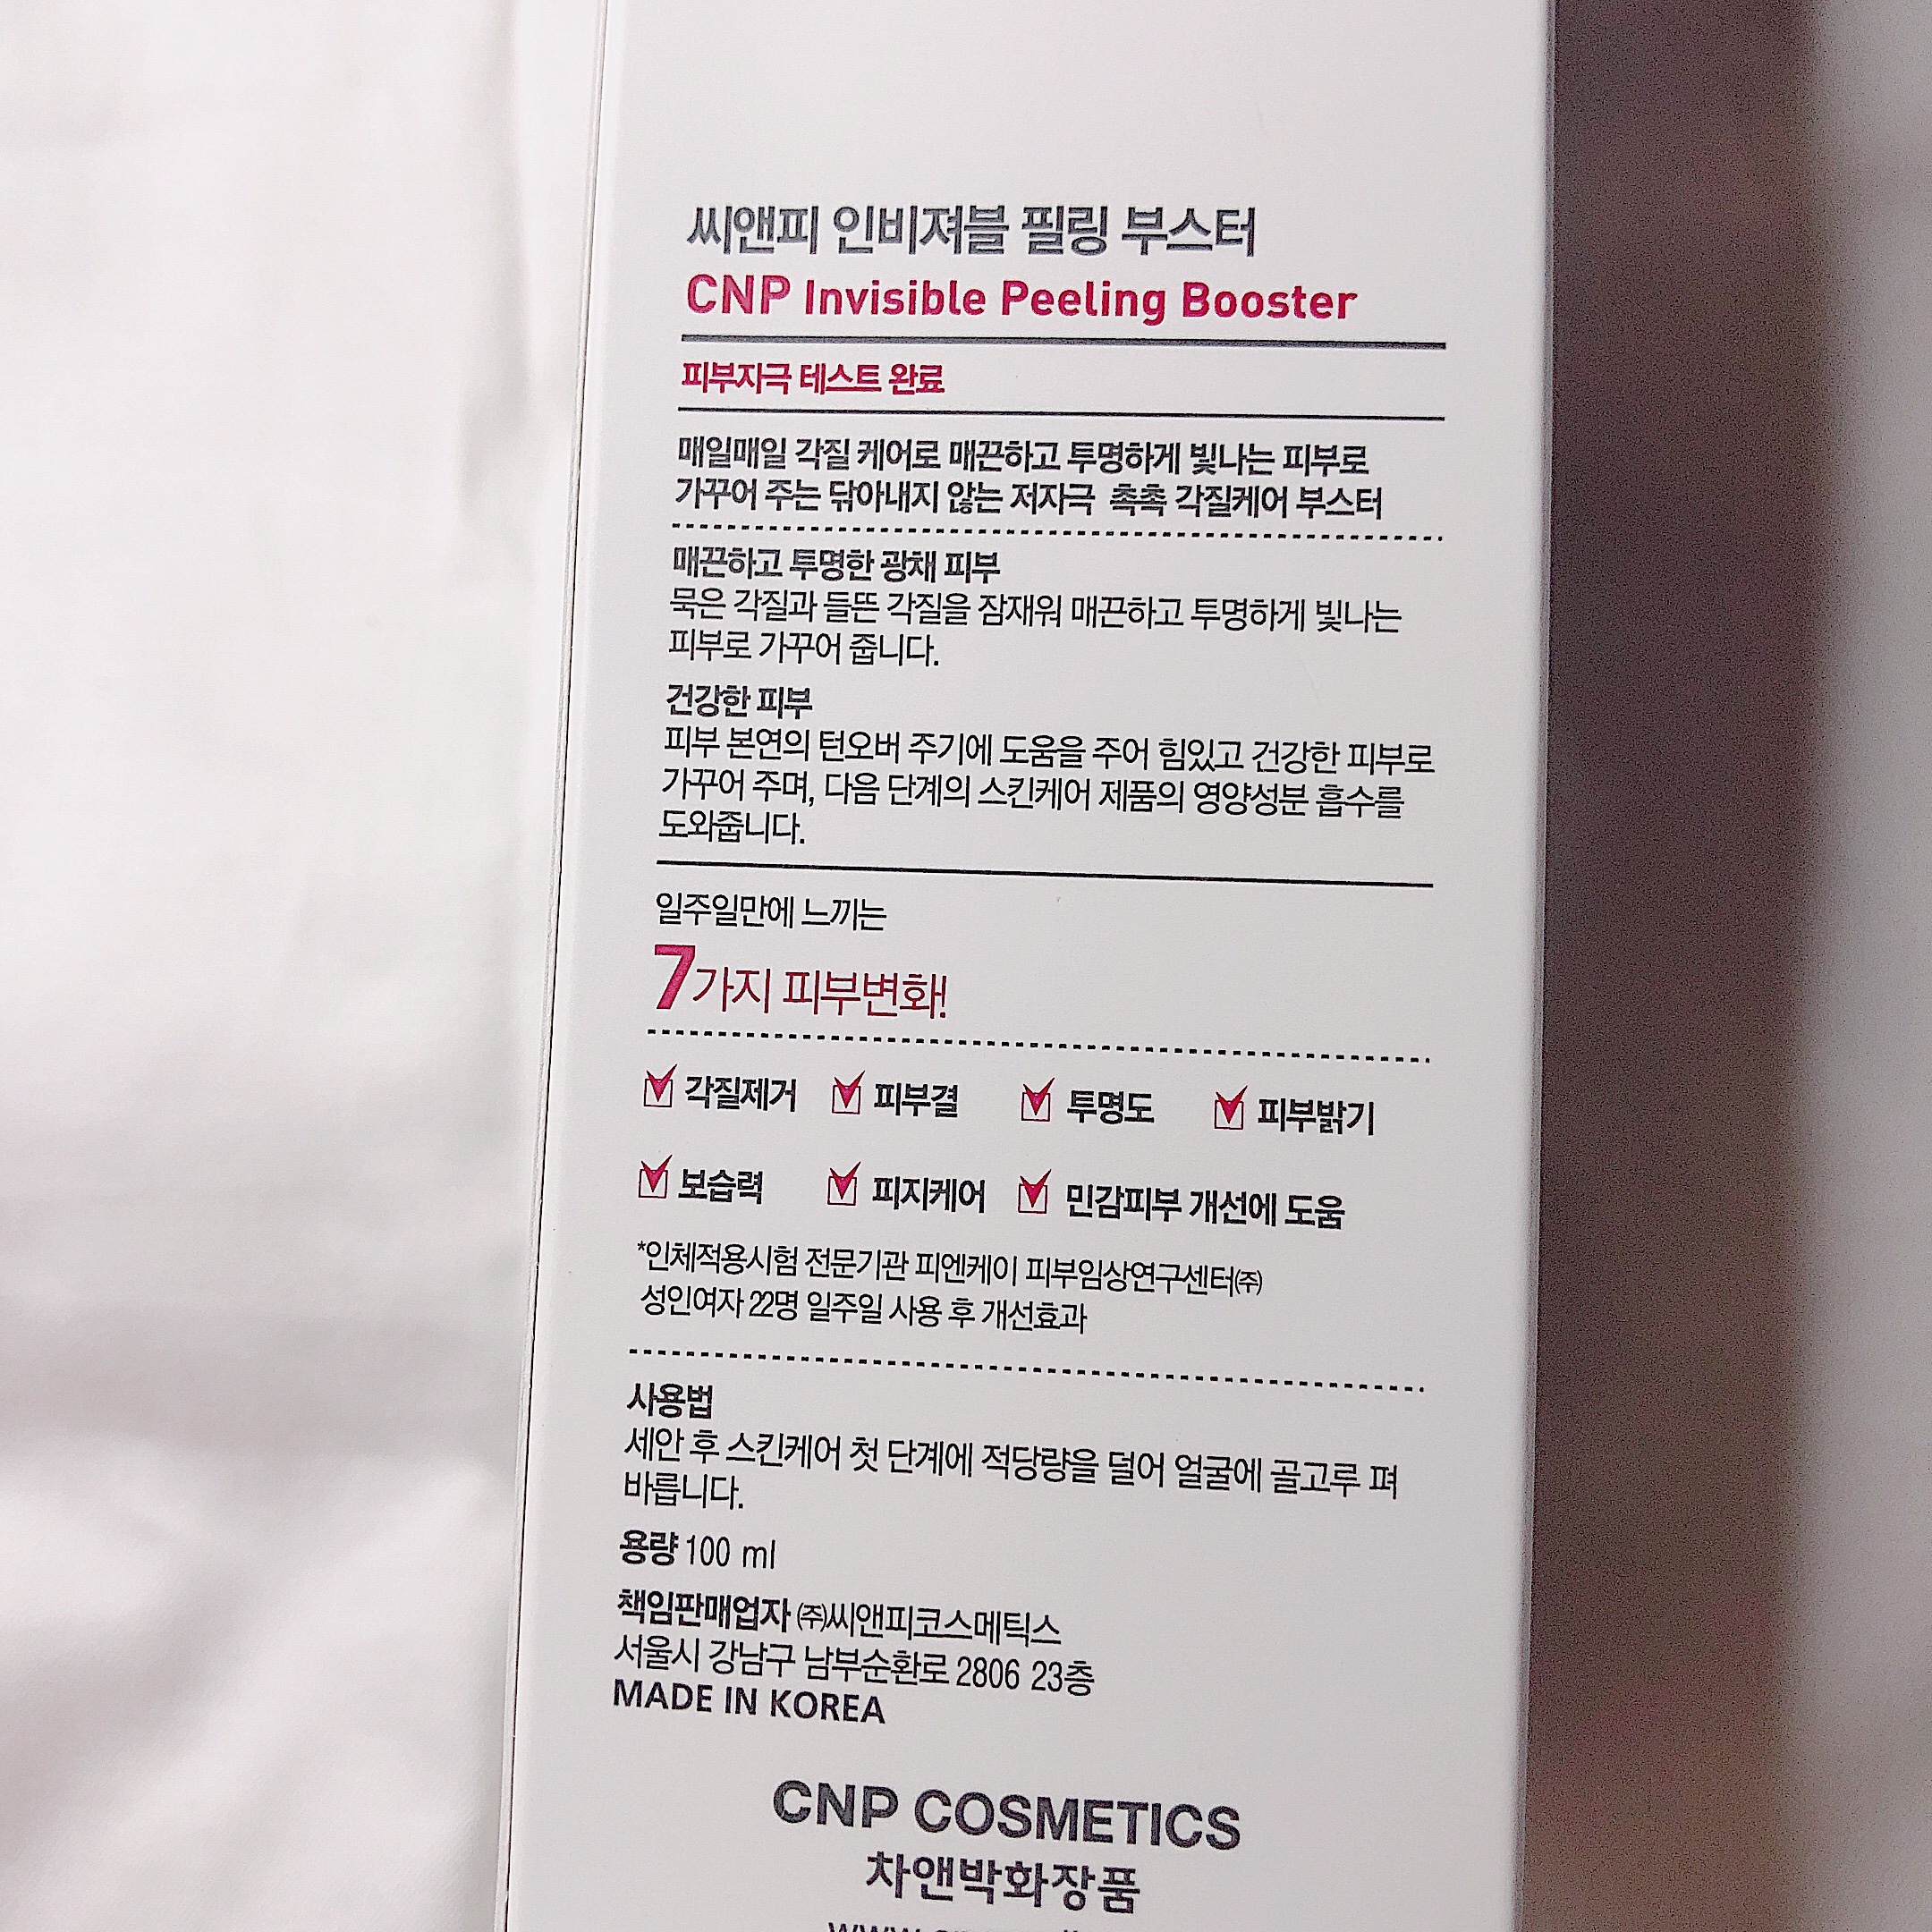 씨앤피 인비져블 필링 부스터
CNP Invisible Peeling Booster
피부자극 테스트 완료
매일매일 각질 케어로 매끈하고 투명하게 빛나는 피부로
가꾸어 주는 닦아내지 않는 저자극 촉촉 각질케어 부스터
매끈하고 투명한 광채 피부
묵은 각질과 들뜬 각질을 잠재워 매끈하고 투명하게 빛나는
피부로 가꾸어 줍니다.
건강한 피부
피부 본연의 턴오버 주기에 도움을 주어 힘있고 건강한 피부로
가꾸어 주며, 다음 단계의 스킨케어 제품의 영양성분 흡수를
도와줍니다.
일주일만에 느끼는
7가지 피부변화!
각질제거 피부결 투명도 피부밝기
보습력 피지케어 민감피부 개선에 도움
*인체적용시험 전문기관 피엔케이 피부임상연구센터㈜
성인여자 22명 일주일 사용 후 개선효과
사용법
세안 후 스킨케어 첫 단계에 적당량을 덜어 얼굴에 골고루 펴
바릅니다.
용량 100 ml
책임판매업자 ㈜씨앤피코스메틱스
서울시 강남구 남부순환로 2806 23층
MADE IN KOREA
CNP COSMETICS
차앤박화장품